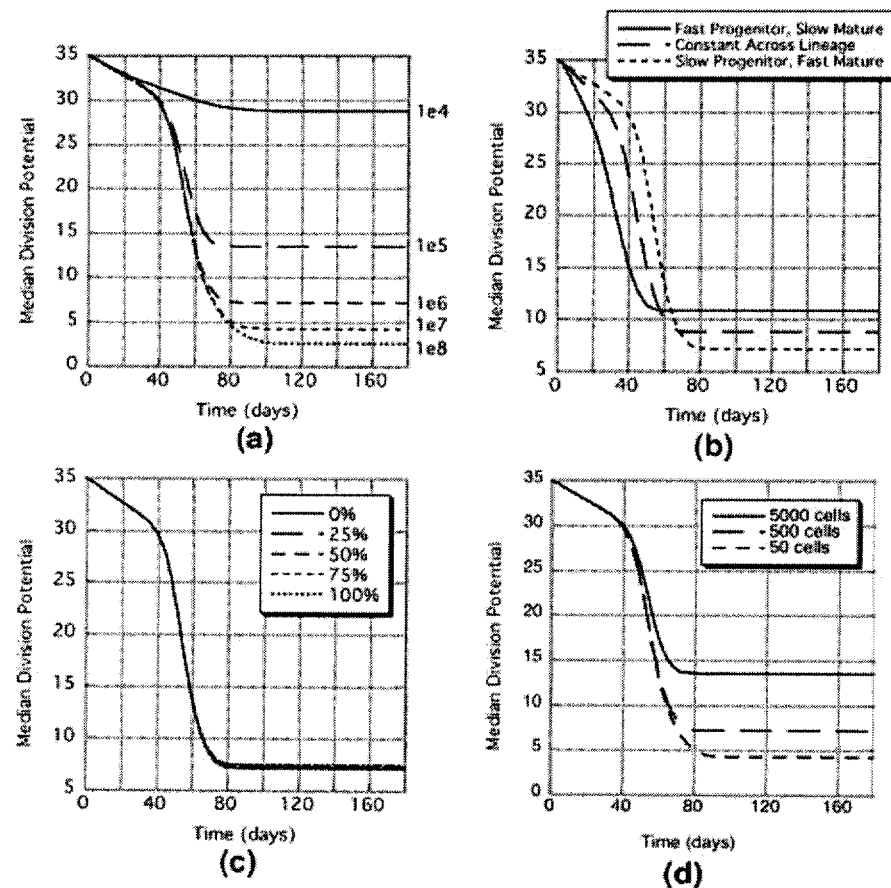 35
30
25
20
15
10
5
0
Median Division Potential
1e4
1e5
1e6
1e7
1e8
0 40 80 120 160
Time (days)
(a)
Fast Progenitor, Slow Mature
Constant Across Lineage
Slow Progenitor, Fast Mature
35
30
25
20
15
10
5
Median Division Potential
0 40 80 120 160
Time (days)
(b)
35
30
25
20
15
10
5
Median Division Potential
0%
25%
50%
75%
100%
0 40 80 120 160
Time (days)
(c)
35
30
25
20
15
10
5
0
Median Division Potential
5000 cells
500 cells
50 cells
0 40 80 120 160
Time (days)
(d)